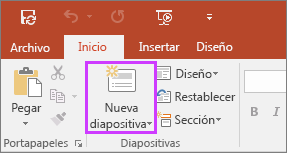 Archivo Inicio Insertar Diseño
Pegar
Nueva
diapositiva
Diseño
Restablecer
Sección
N
S
Portapapeles
Diapositivas